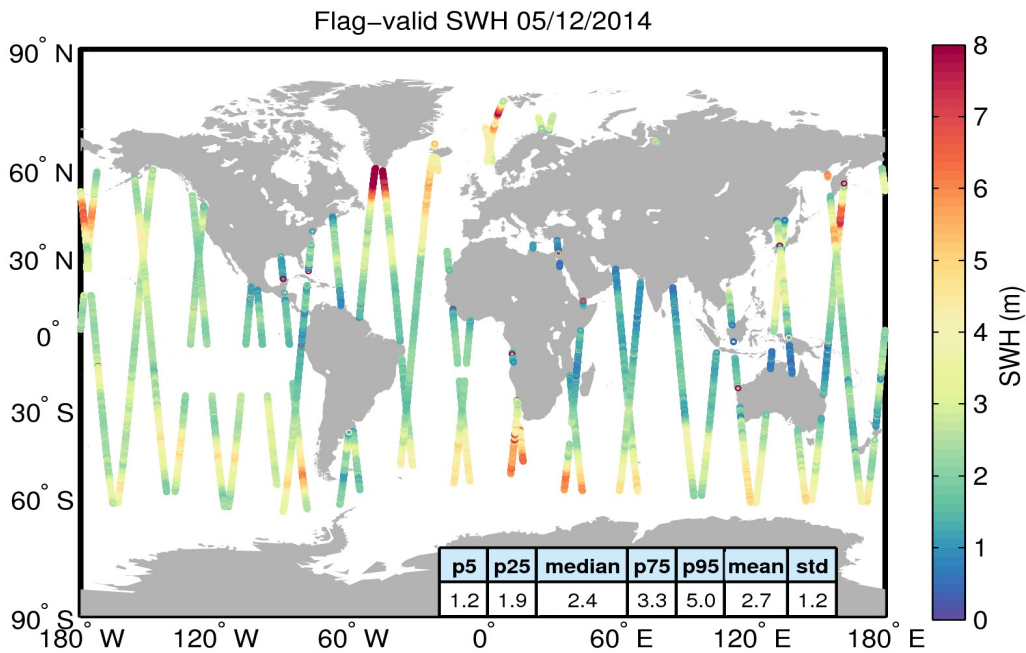 Flag−valid SWH 05/12/2014
90° N
60° N
30° N
0°
30° S
60° S
90° S
180° W
120° W
60° W
0°
60° E
120° E
180° E
p5 p25 median p75 p95 mean std
1.2 1.9 2.4 3.3 5.0 2.7 1.2
8
7
6
5
4
3
2
1
0
SWH (m)